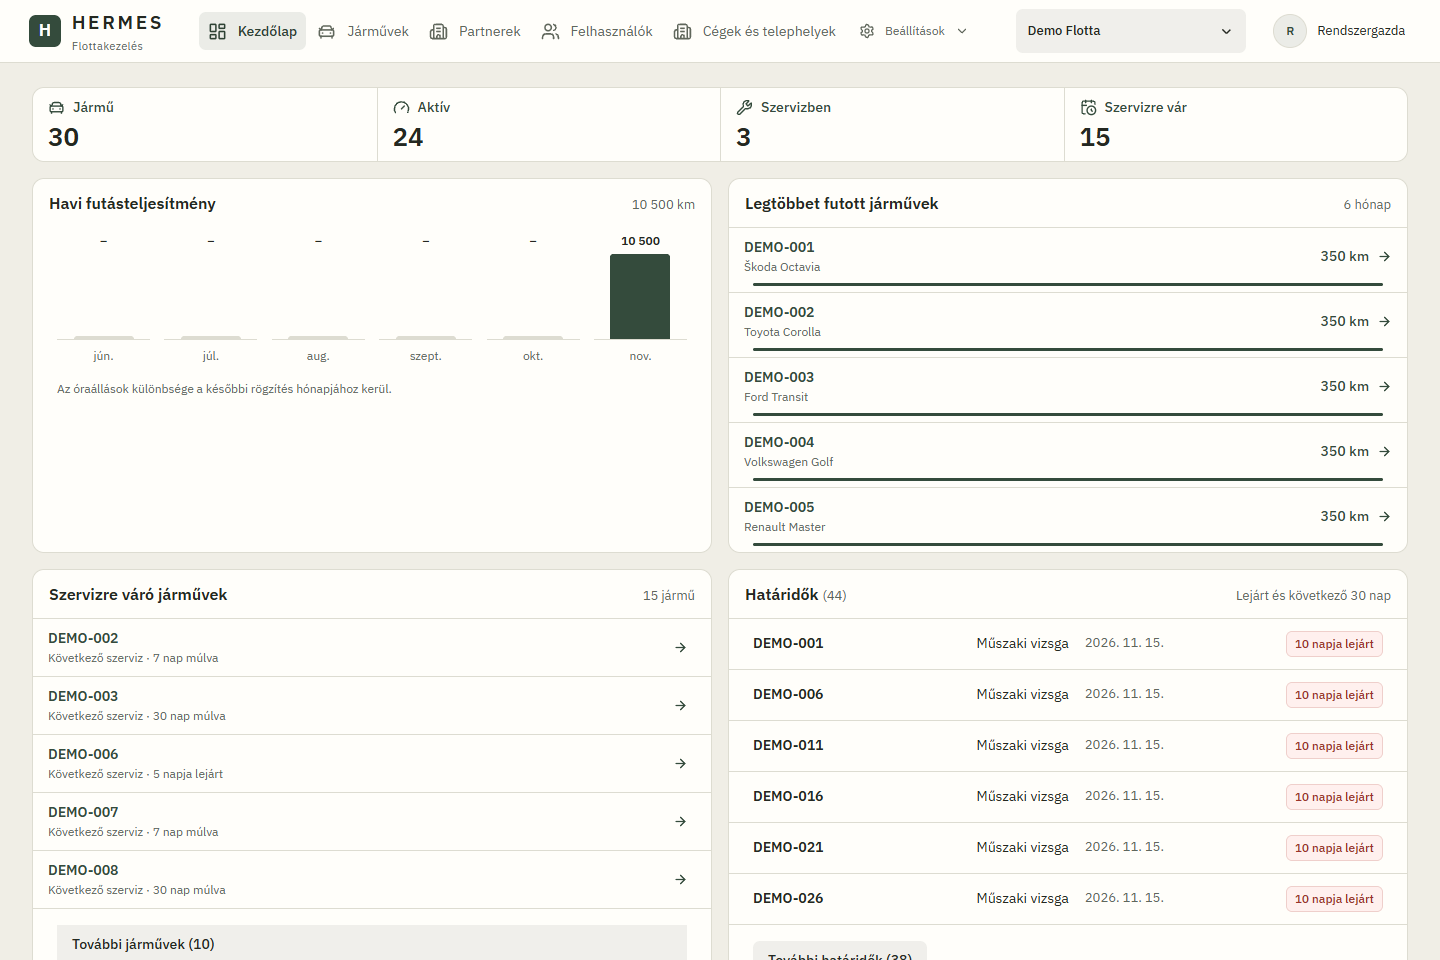 H
HERMES
Flottakezelés
Kezdőlap
Járművek
Partnerek
Felhasználók
Cégek és telephelyek
Beállítások
Demo Flotta
R
Rendszergazda
Jármű
30
Aktív
24
Szervizben
3
Szervizre vár
15
Havi futásteljesítmény
10 500 km
–
–
–
–
–
10 500
jún.
júl.
aug.
szept.
okt.
nov.
Az óraállások különbsége a későbbi rögzítés hónapjához kerül.
Legtöbbet futott járművek
6 hónap
DEMO-001
Škoda Octavia
350 km
DEMO-002
Toyota Corolla
350 km
DEMO-003
Ford Transit
350 km
DEMO-004
Volkswagen Golf
350 km
DEMO-005
Renault Master
350 km
Szervizre váró járművek
15 jármű
DEMO-002
Következő szerviz · 7 nap múlva
DEMO-003
Következő szerviz · 30 nap múlva
DEMO-006
Következő szerviz · 5 napja lejárt
DEMO-007
Következő szerviz · 7 nap múlva
DEMO-008
Következő szerviz · 30 nap múlva
További járművek (10)
Határidők (44)
Lejárt és következő 30 nap
DEMO-001 Műszaki vizsga 2026. 11. 15. 10 napja lejárt
DEMO-006 Műszaki vizsga 2026. 11. 15. 10 napja lejárt
DEMO-011 Műszaki vizsga 2026. 11. 15. 10 napja lejárt
DEMO-016 Műszaki vizsga 2026. 11. 15. 10 napja lejárt
DEMO-021 Műszaki vizsga 2026. 11. 15. 10 napja lejárt
DEMO-026 Műszaki vizsga 2026. 11. 15. 10 napja lejárt
További határidők (38)